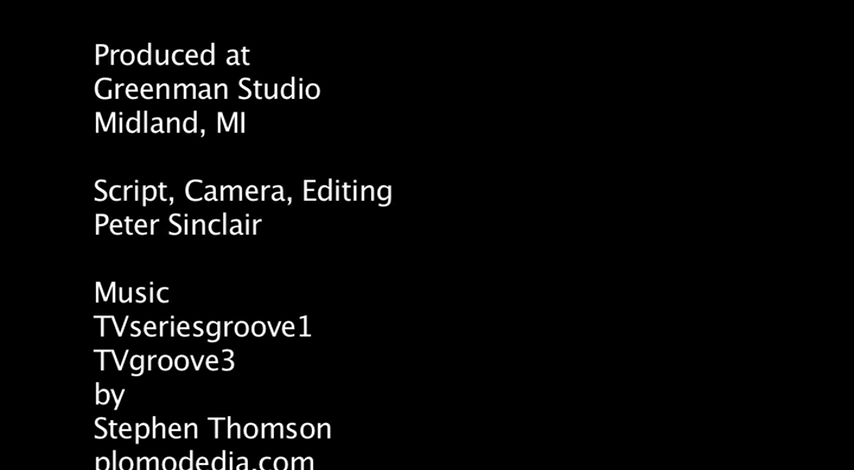 Produced at
Greenman Studio
Midland, MI
Script, Camera, Editing
Peter Sinclair
Music
TVseriesgroove1
TVgroove3
by
Stephen Thomson
plomodedia.com